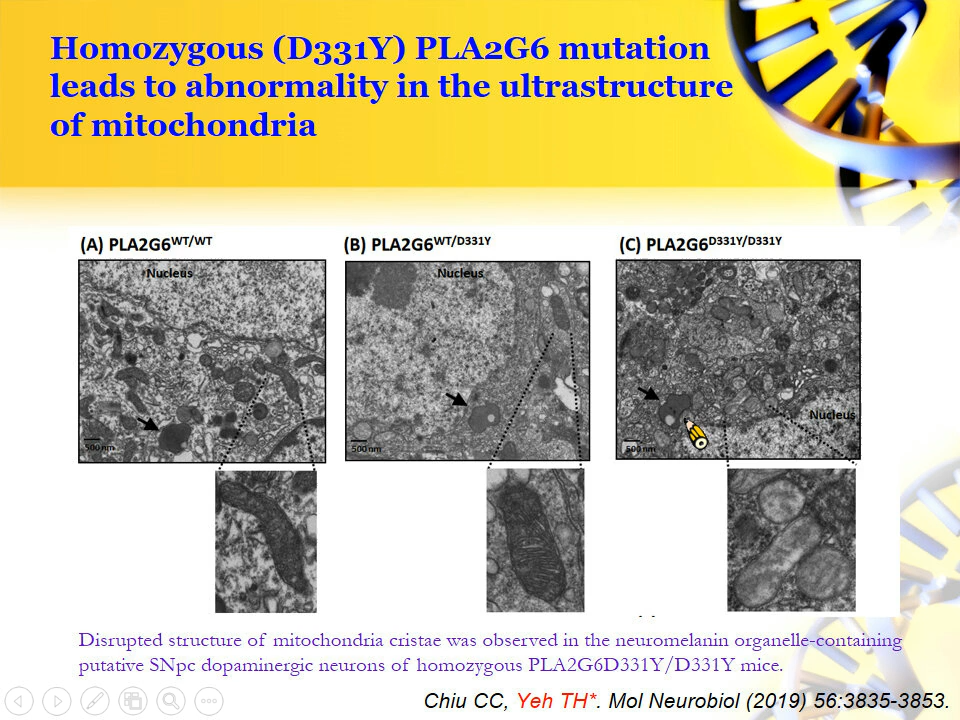 Homozygous (D331Y) PLA2G6 mutation
leads to abnormality in the ultrastructure
of mitochondria
(A) PLA2G6WT/WT
(B) PLA2G6WT/D331Y
(C) PLA2G6D331Y/D331Y
Nucleus
Nucleus
Nucleus
500 nm
500 nm
500 nm
Disrupted structure of mitochondria cristae was observed in the neuromelanin organelle-containing
putative SNpc dopaminergic neurons of homozygous PLA2G6D331Y/D331Y mice.
Chiu CC, Yeh TH*. Mol Neurobiol (2019) 56:3835-3853.